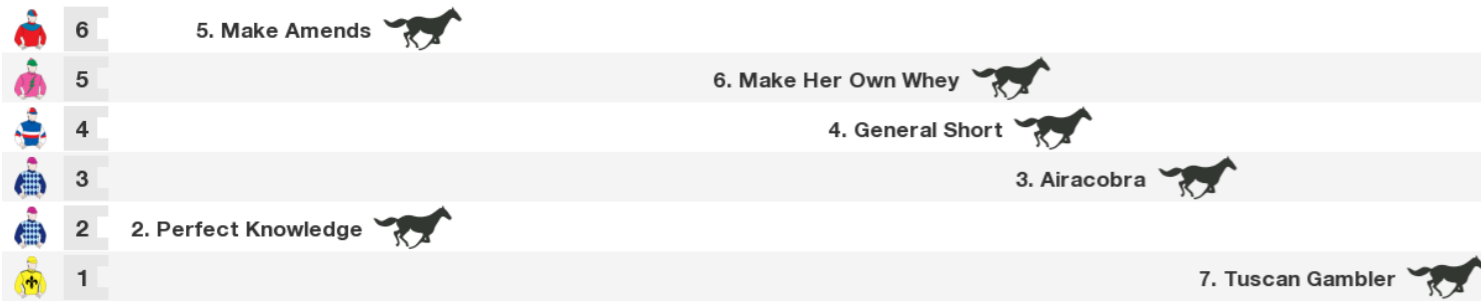 6 5. Make Amends
5 6. Make Her Own Whey
4 4. General Short
3 3. Airacobra
2 2. Perfect Knowledge
1 7. Tuscan Gambler